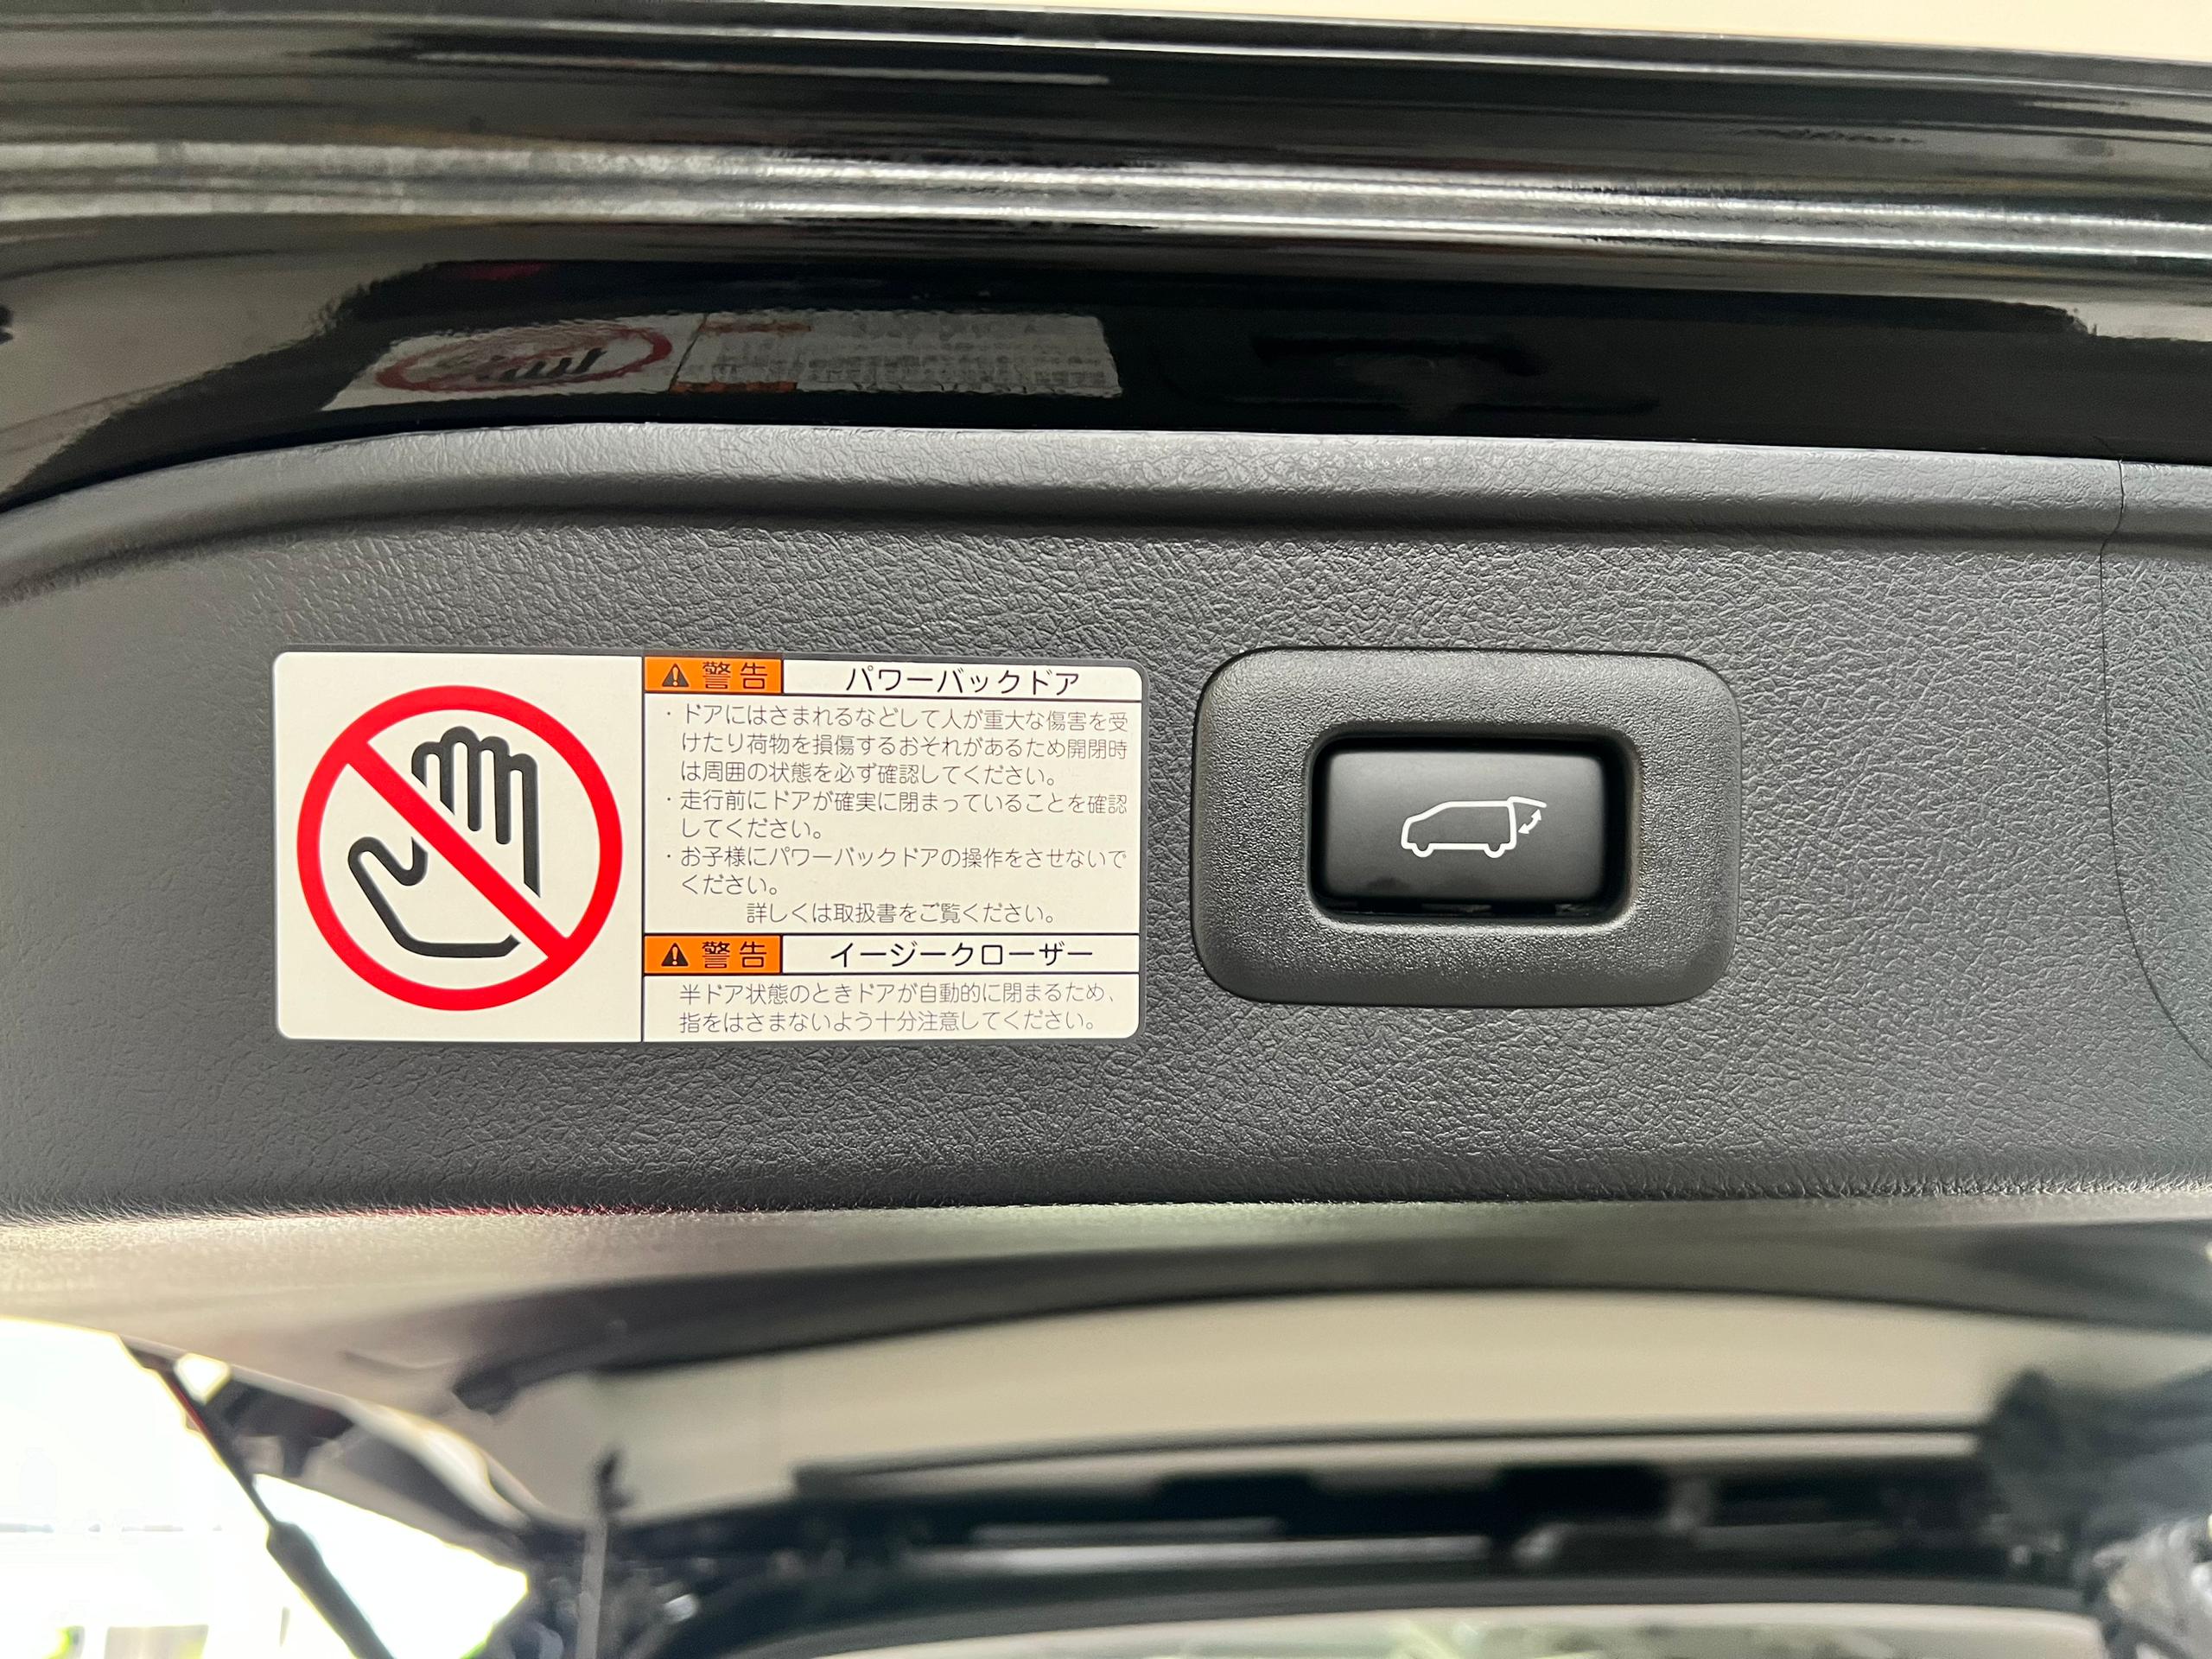 警告 パワーバックドア
・ドアにはさまれるなどして人が重大な傷害を受
けたり荷物を損傷するおそれがあるため開閉時
は周囲の状態を必ず確認してください。
・走行前にドアが確実に閉まっていることを確認
してください。
・お子様にパワーバックドアの操作をさせないで
ください。
詳しくは取扱書をご覧ください。
警告 イージークローザー
半ドア状態のときドアが自動的に閉まるため、
指をはさまないよう十分注意してください。